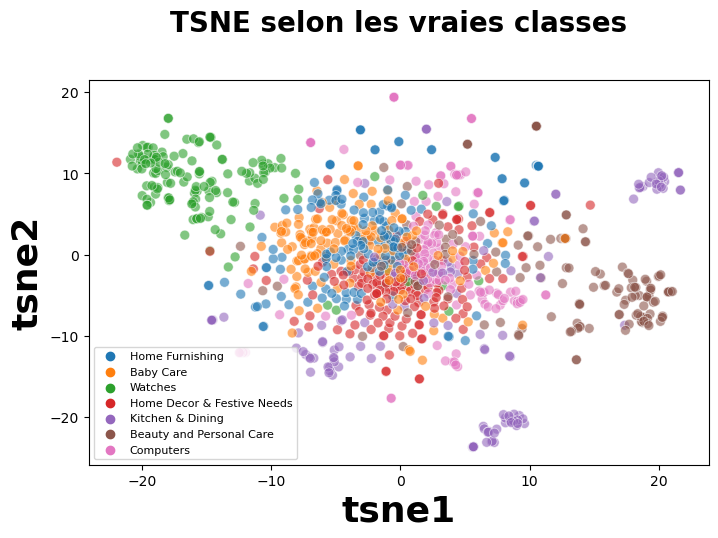 TSNE selon les vraies classes
20
10
0
−10
−20
tsne2
Home Furnishing
Baby Care
Watches
Home Decor & Festive Needs
Kitchen & Dining
Beauty and Personal Care
Computers
−20 −10 0 10 20
tsne1